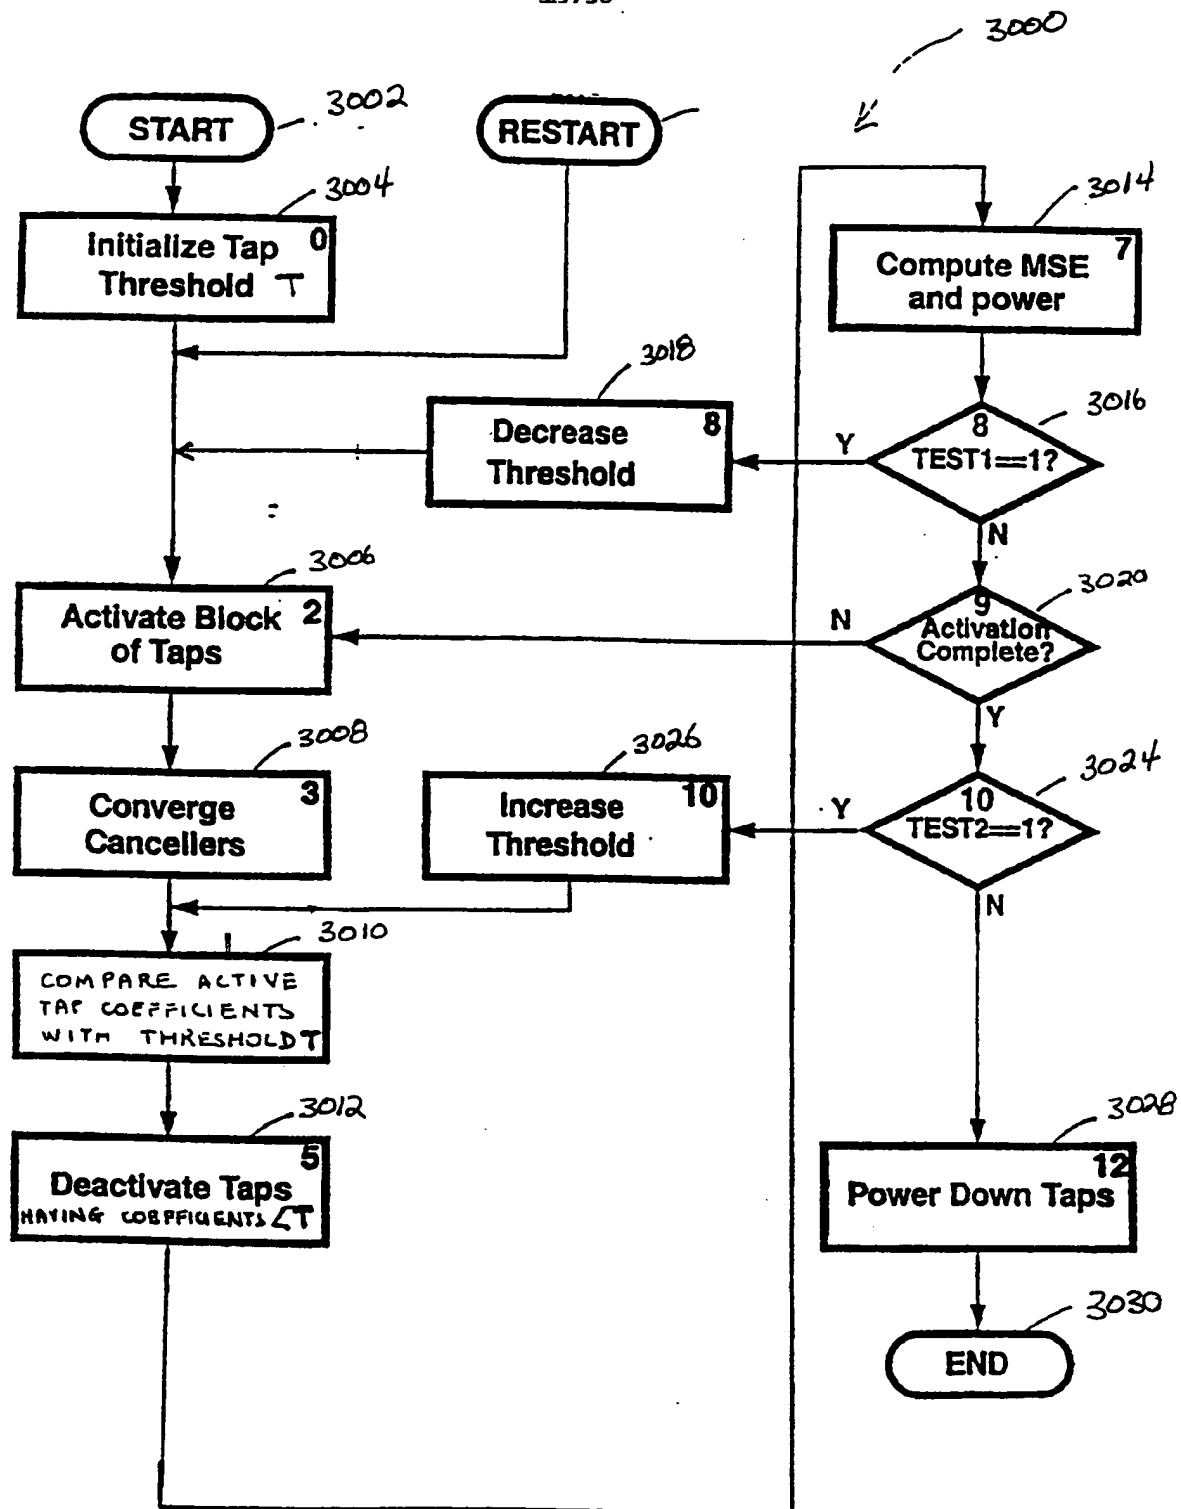 3000
START
3002
RESTART
3004
Initialize Tap
Threshold T
0
3014
Compute MSE
and power
7
3018
Decrease
Threshold
8
3016
8
TEST1==1?
Y
N
3006
Activate Block
of Taps
2
3020
9
Activation
Complete?
N
Y
3008
Converge
Cancellers
3
3026
Increase
Threshold
10
3024
10
TEST2==1?
Y
N
3010
COMPARE ACTIVE
TAP COEFFICIENTS
WITH THRESHOLD T
3012
Deactivate Taps
HAVING COEFFICIENTS <T
5
3028
Power Down Taps
12
3030
END